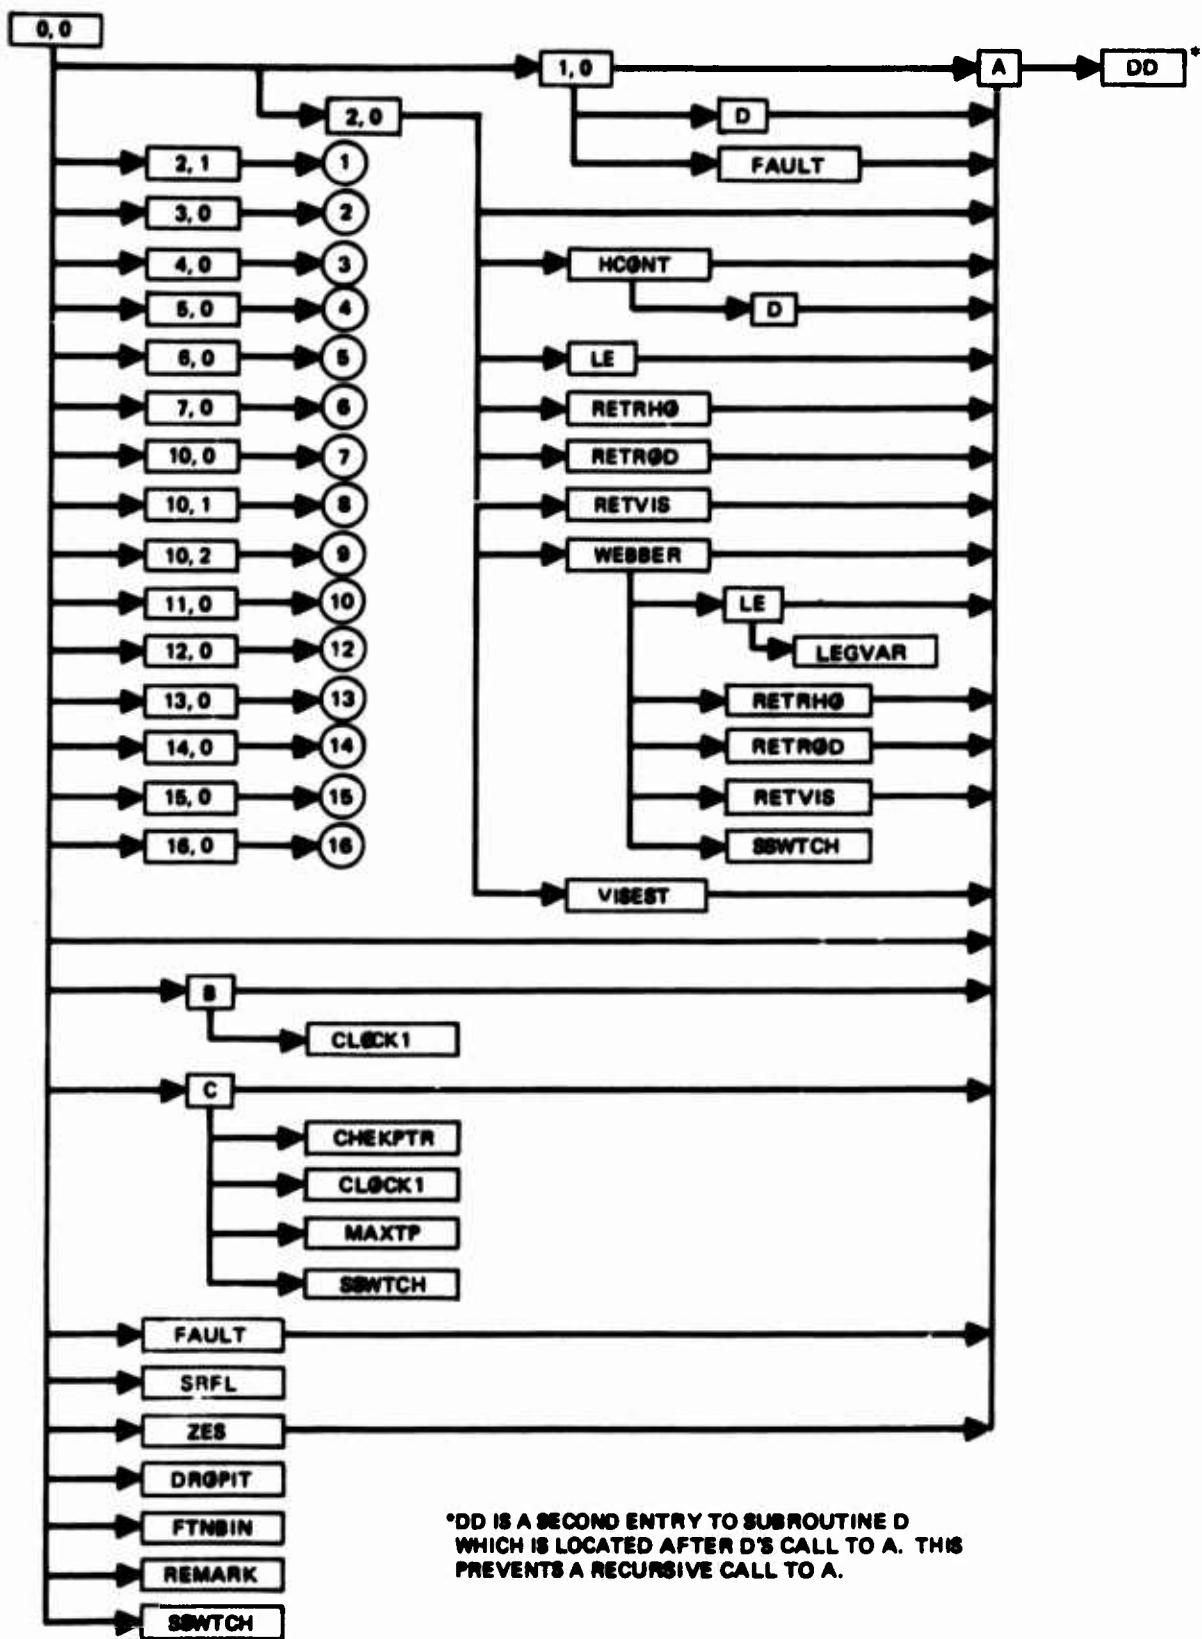 0, 0
1, 0
A
DD
*
2, 0
D
2, 1
1
FAULT
3, 0
2
4, 0
3
HCØNT
5, 0
4
D
6, 0
5
LE
7, 0
6
RETRHØ
10, 0
7
RETRØD
10, 1
8
RETVIS
10, 2
9
WEBBER
11, 0
10
LE
12, 0
12
LEGVAR
13, 0
13
RETRHØ
14, 0
14
RETRØD
15, 0
15
RETVIS
16, 0
16
SSWTCH
VISEST
B
CLØCK1
C
CHEKPTR
CLØCK1
MAXTP
SSWTCH
FAULT
SRFL
ZES
DRØPIT
FTNBIN
REMARK
SSWTCH
*DD IS A SECOND ENTRY TO SUBROUTINE D
WHICH IS LOCATED AFTER D'S CALL TO A. THIS
PREVENTS A RECURSIVE CALL TO A.